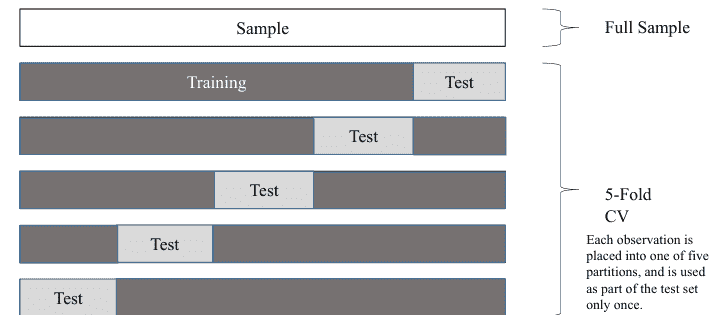 Sample
Full Sample
Training
Test
Test
Test
Test
Test
5-Fold
CV
Each observation is
placed into one of five
partitions, and is used
as part of the test set
only once.